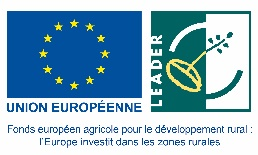 UNION EUROPÉENNE
LEADER
Fonds européen agricole pour le développement rural :
l'Europe investit dans les zones rurales